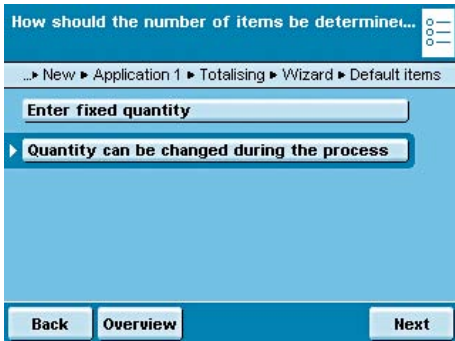 How should the number of items be determine...
...▸ New ▸ Application 1 ▸ Totalising ▸ Wizard ▸ Default items
Enter fixed quantity
Quantity can be changed during the process
Back Overview Next